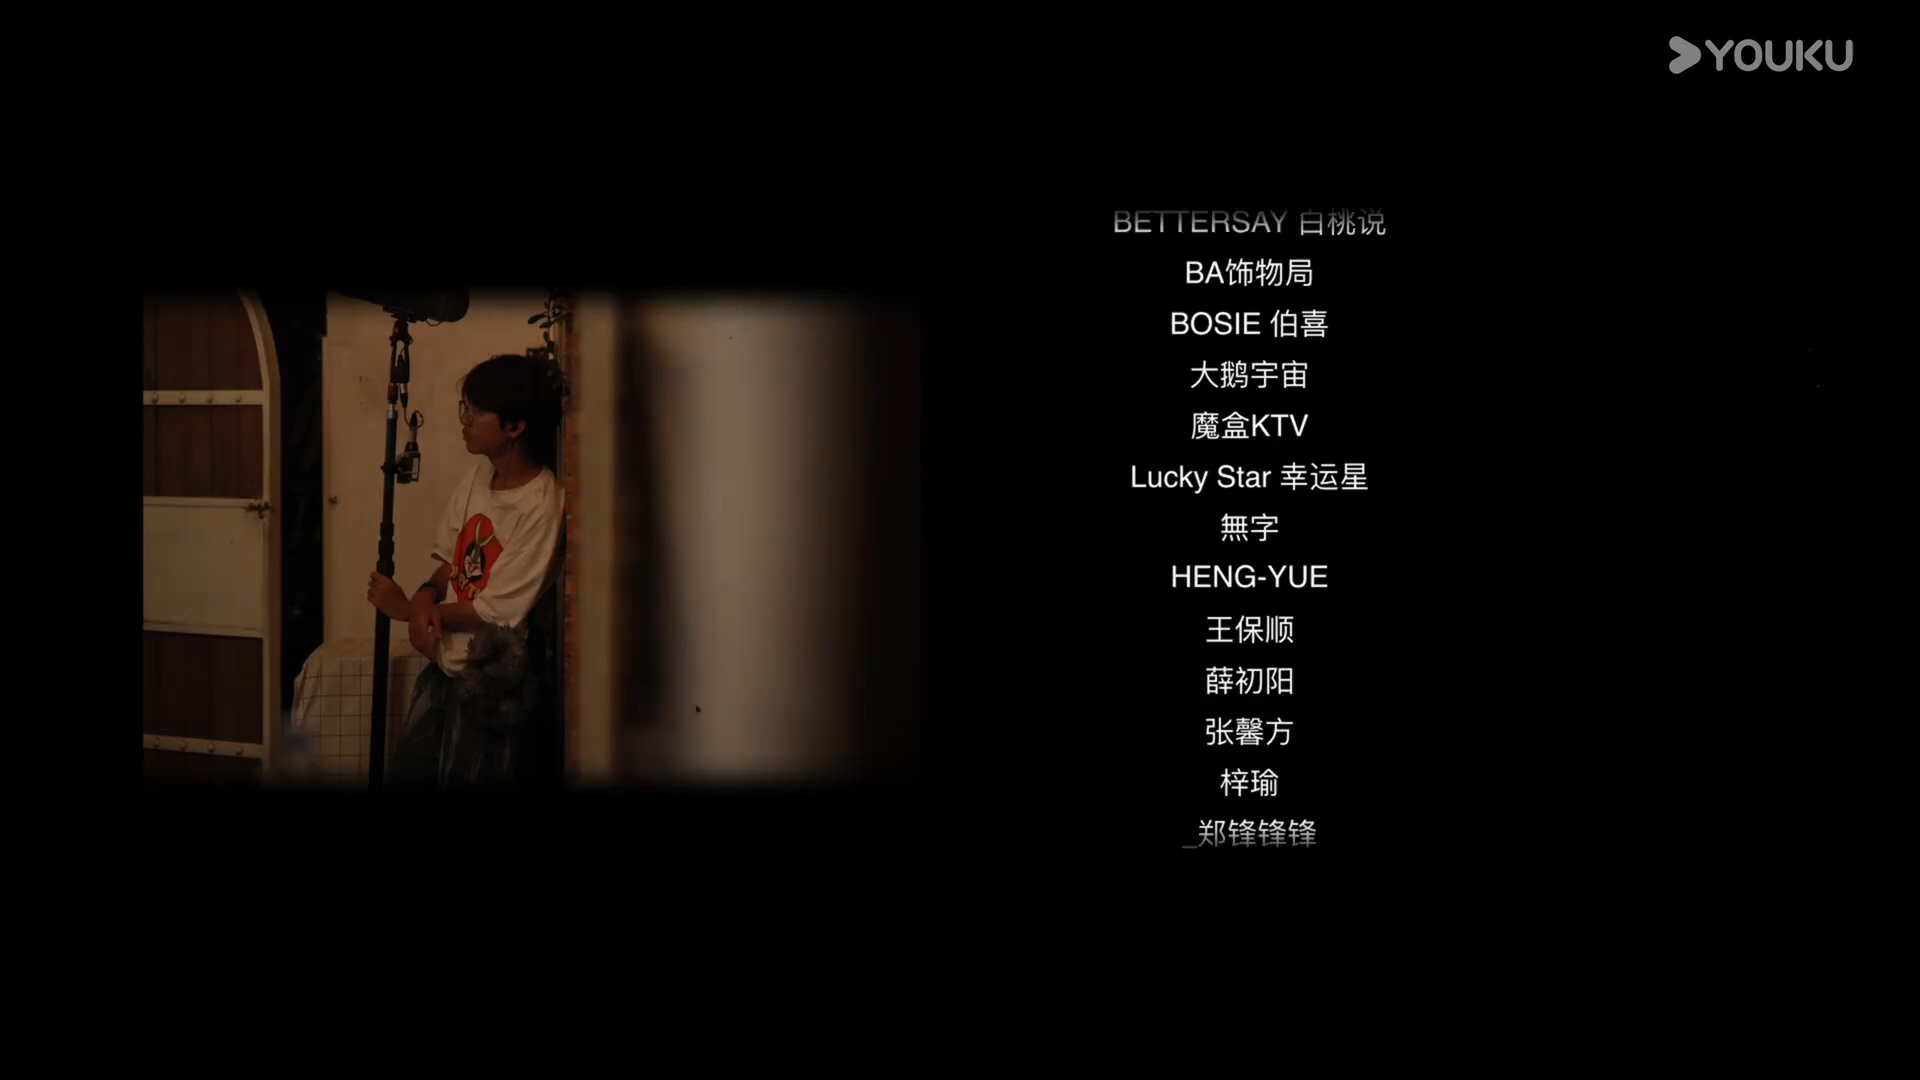 YOUKU
BETTERSAY 白桃说
BA饰物局
BOSIE 伯喜
大鹅宇宙
魔盒KTV
Lucky Star 幸运星
無字
HENG-YUE
王保顺
薛初阳
张馨方
梓瑜
_郑锋锋锋